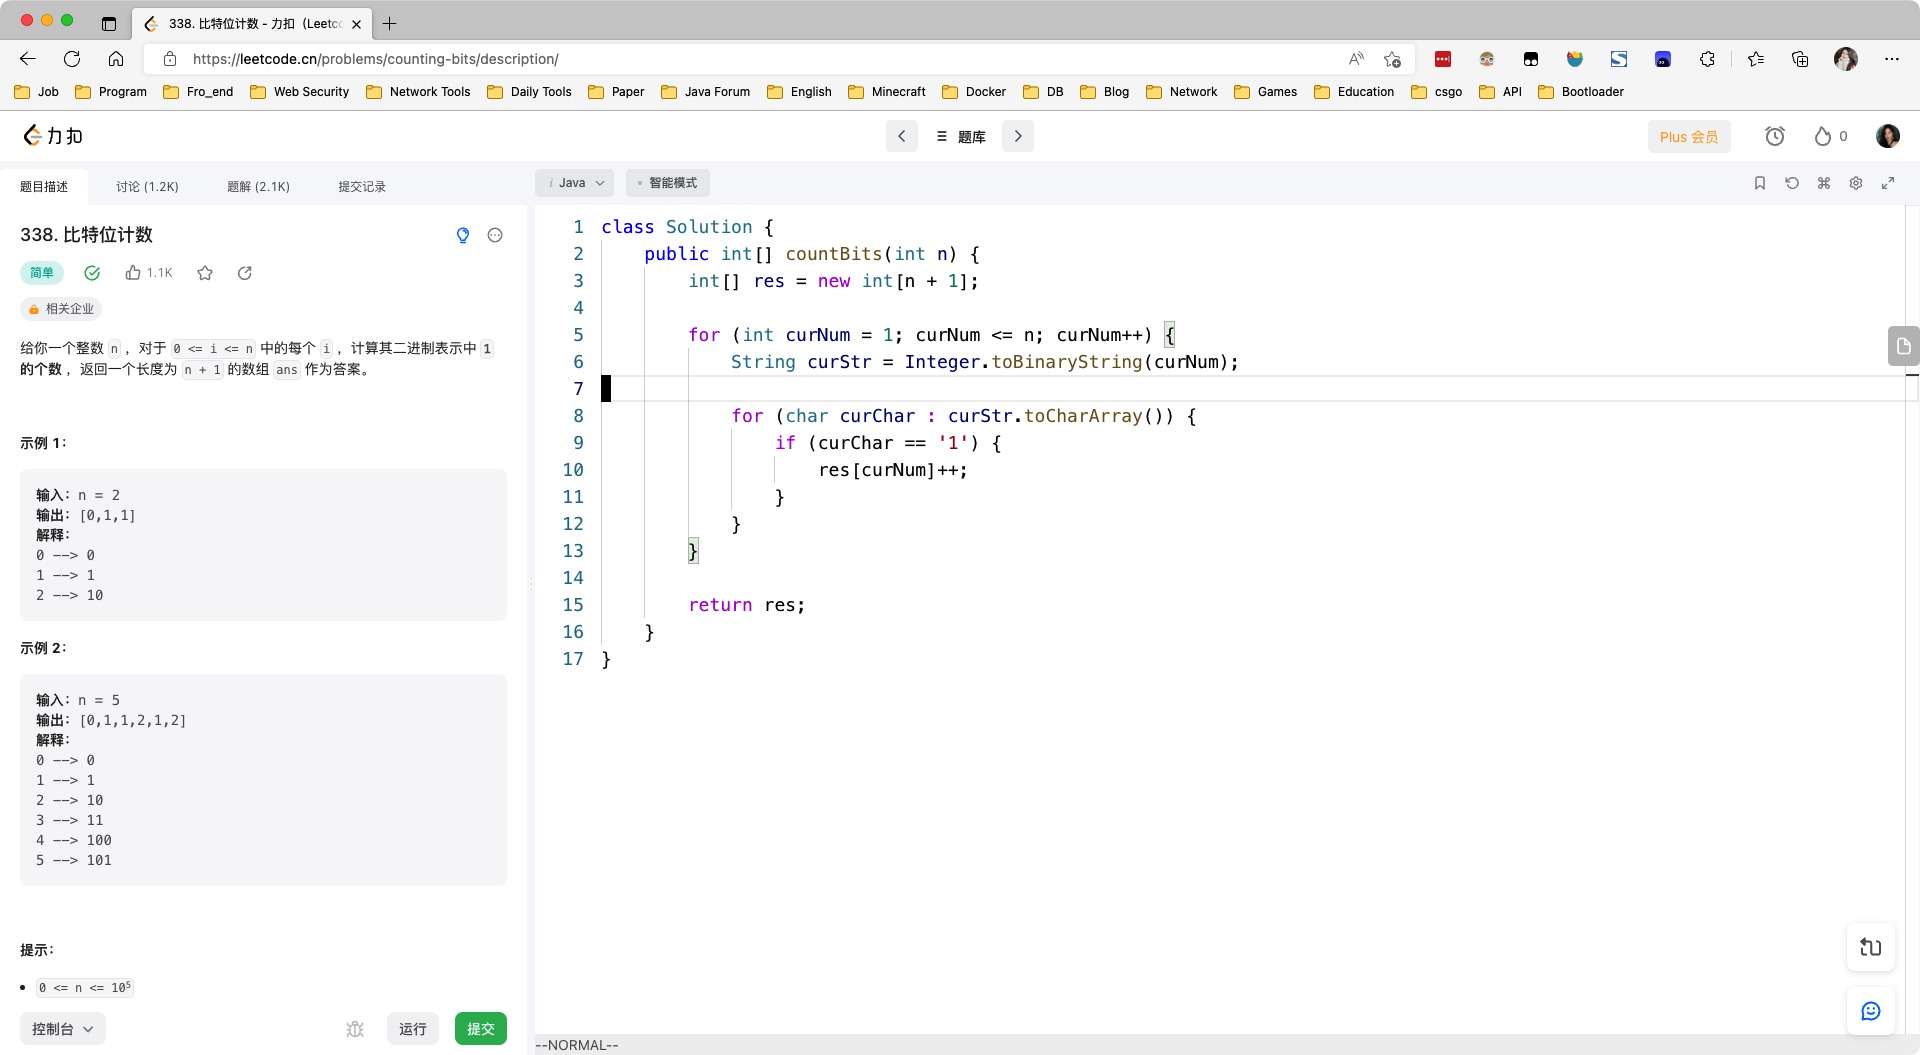 338. 比特位计数 - 力扣（Leetc
https://leetcode.cn/problems/counting-bits/description/
Job Program Fro_end Web Security Network Tools Daily Tools Paper Java Forum English Minecraft Docker DB Blog Network Games Education csgo API Bootloader
力扣 题库 Plus 会员 0
题目描述 讨论 (1.2K) 题解 (2.1K) 提交记录
338. 比特位计数
简单 1.1K
相关企业
给你一个整数 n ，对于 0 <= i <= n 中的每个 i ，计算其二进制表示中 1
的个数 ，返回一个长度为 n + 1 的数组 ans 作为答案。
示例 1：
输入：n = 2
输出：[0,1,1]
解释：
0 --> 0
1 --> 1
2 --> 10
示例 2：
输入：n = 5
输出：[0,1,1,2,1,2]
解释：
0 --> 0
1 --> 1
2 --> 10
3 --> 11
4 --> 100
5 --> 101
提示：
• 0 <= n <= 10⁵
控制台 运行 提交
i Java 智能模式
1 class Solution {
2 public int[] countBits(int n) {
3 int[] res = new int[n + 1];
4
5 for (int curNum = 1; curNum <= n; curNum++) {
6 String curStr = Integer.toBinaryString(curNum);
7
8 for (char curChar : curStr.toCharArray()) {
9 if (curChar == '1') {
10 res[curNum]++;
11 }
12 }
13 }
14
15 return res;
16 }
17 }
--NORMAL--